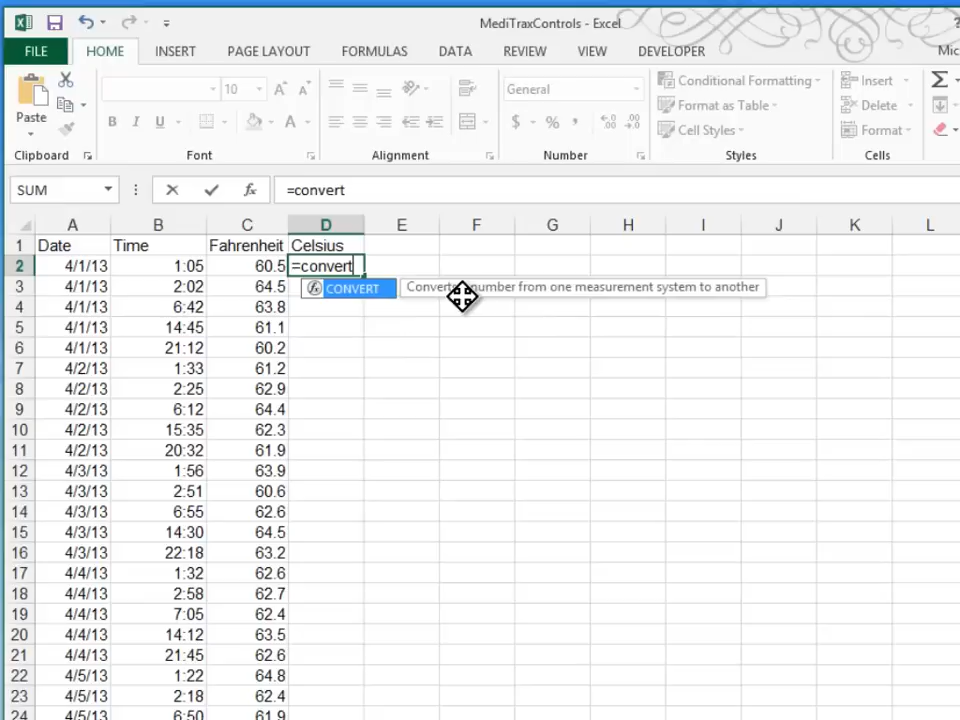 MediTraxControls - Excel
?
FILE HOME INSERT PAGE LAYOUT FORMULAS DATA REVIEW VIEW DEVELOPER Mic
Paste
10
General
Conditional Formatting
Format as Table
Cell Styles
Insert
Delete
Format
Clipboard Font Alignment Number Styles Cells
SUM =convert
A B C D E F G H I J K L
1 Date Time Fahrenheit Celsius
2 4/1/13 1:05 60.5 =convert
CONVERT
3 4/1/13 2:02 64.5
4 4/1/13 6:42 63.8
5 4/1/13 14:45 61.1
6 4/1/13 21:12 60.2
7 4/2/13 1:33 61.2
8 4/2/13 2:25 62.9
9 4/2/13 6:12 64.4
10 4/2/13 15:35 62.3
11 4/2/13 20:32 61.9
12 4/3/13 1:56 63.9
13 4/3/13 2:51 60.6
14 4/3/13 6:55 62.6
15 4/3/13 14:30 64.5
16 4/3/13 22:18 63.2
17 4/4/13 1:32 62.6
18 4/4/13 2:58 62.7
19 4/4/13 7:05 62.4
20 4/4/13 14:12 63.5
21 4/4/13 21:45 62.6
22 4/5/13 1:22 64.8
23 4/5/13 2:18 62.4
24 4/5/13 6:50 61.9
number from one measurement system to another